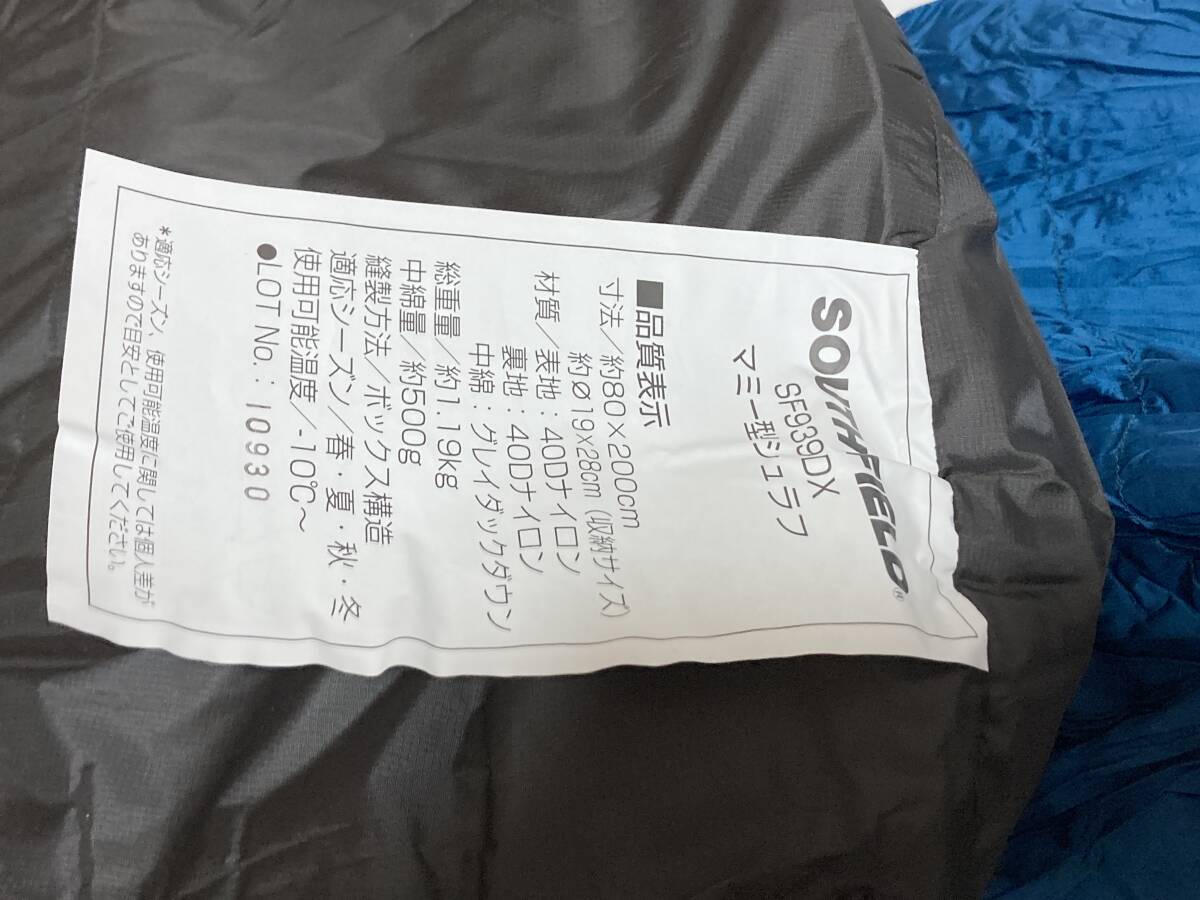 SOUTHFIELD®
SF939DX
マミー型シュラフ
■品質表示
寸法/約80×200cm
約Ø19×28cm(収納サイズ)
材質/表地:40Dナイロン
裏地:40Dナイロン
中綿:グレイダックダウン
総重量/約1.19kg
中綿量/約500g
縫製方法/ボックス構造
適応シーズン/春・夏・秋・冬
使用可能温度/-10℃~
●LOT No.:10930
*適応シーズン、使用可能温度に関しては個人差が
ありますので目安としてご使用してください。